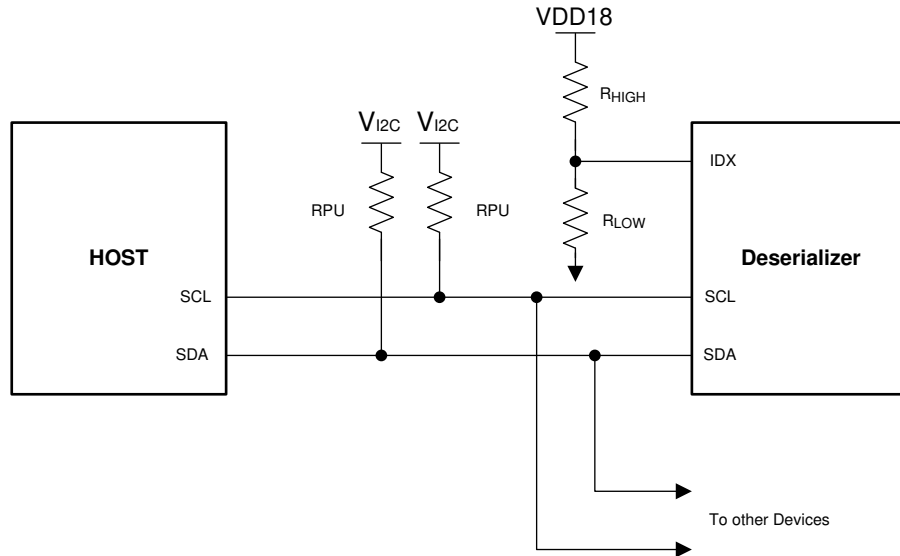 VDD18
RHIGH
VI2C VI2C
IDX
RPU RPU
RLOW
HOST
Deserializer
SCL SCL
SDA SDA
To other Devices